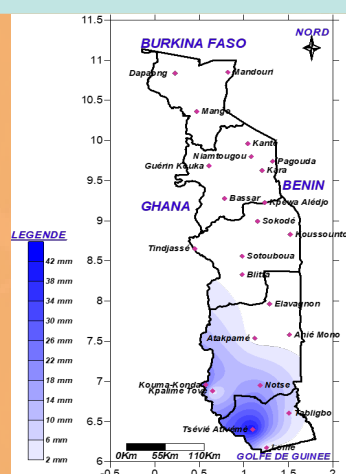 11.5
NORD
BURKINA FASO
11
Dapaong
Mandouri
10.5
Mango
10
Kanté
Niamtougou
Pagouda
9.5
Guérin Kouka
Kara
BENIN
Bassar
Kpéwa Alédjo
GHANA
9
Sokodé
Koussounto
LEGENDE
Tindjassé
8.5
Sotouboua
42 mm
Blitta
38 mm
8
Elavagnon
34 mm
30 mm
7.5
Atakpamé
Anié Mono
26 mm
22 mm
18 mm
7
Kouma-Konda
Notse
14 mm
Kpalimé Tové
10 mm
Tabligbo
6.5
6 mm
Tsévié Ativémé
2 mm
0Km 55Km 110Km
Lomé
GOLFE DE GUINEE
6
-0.5 0 0.5 1 1.5 2